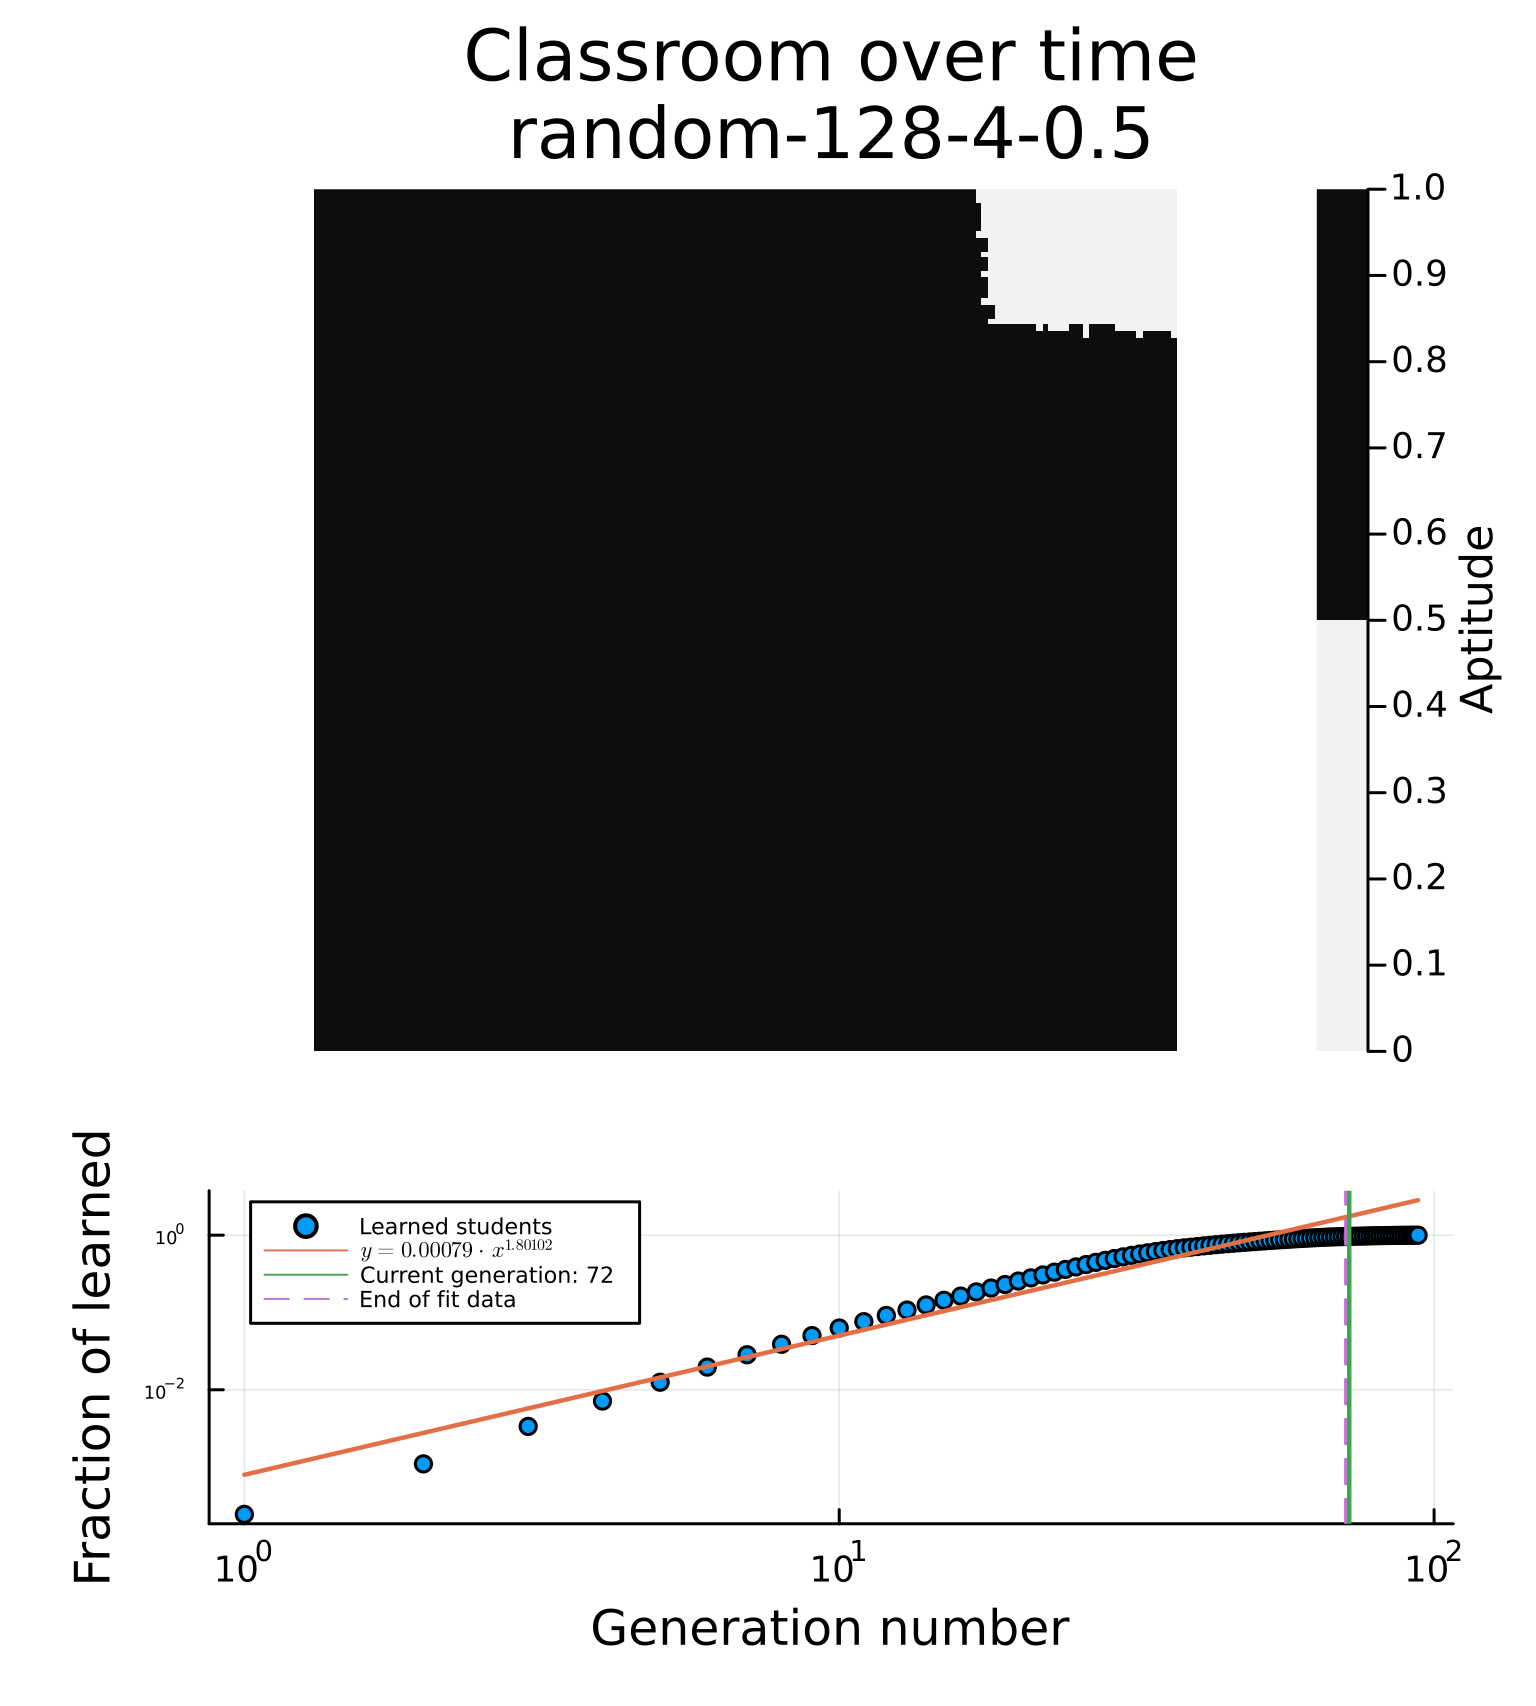 Classroom over time
random-128-4-0.5
1.0
0.9
0.8
0.7
0.6
0.5
0.4
0.3
0.2
0.1
0
Aptitude
Fraction of learned
10⁰
10⁻²
Learned students
y = 0.00079 · x¹·⁸⁰¹⁰²
Current generation: 72
End of fit data
10⁰
10¹
10²
Generation number